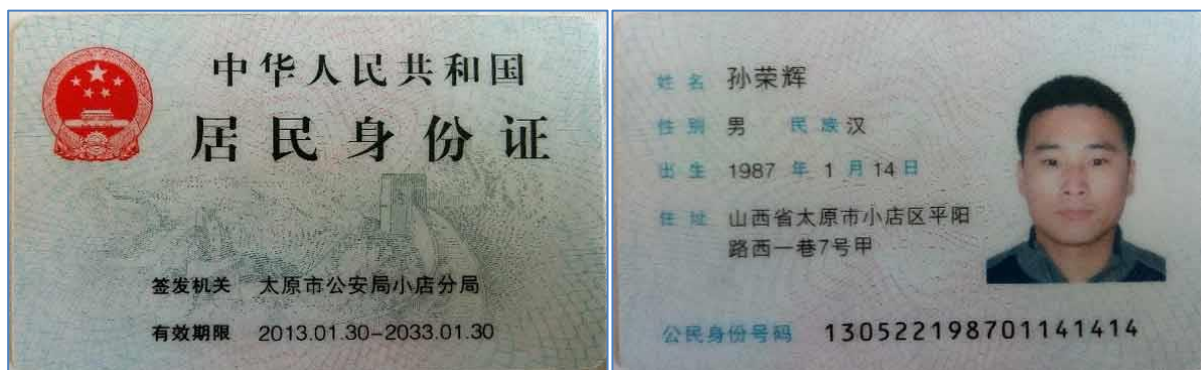 中华人民共和国
居民身份证
签发机关 太原市公安局小店分局
有效期限 2013.01.30-2033.01.30
姓名 孙荣辉
性别 男 民族 汉
出生 1987 年 1 月 14 日
住址 山西省太原市小店区平阳
路西一巷7号甲
公民身份号码 130522198701141414